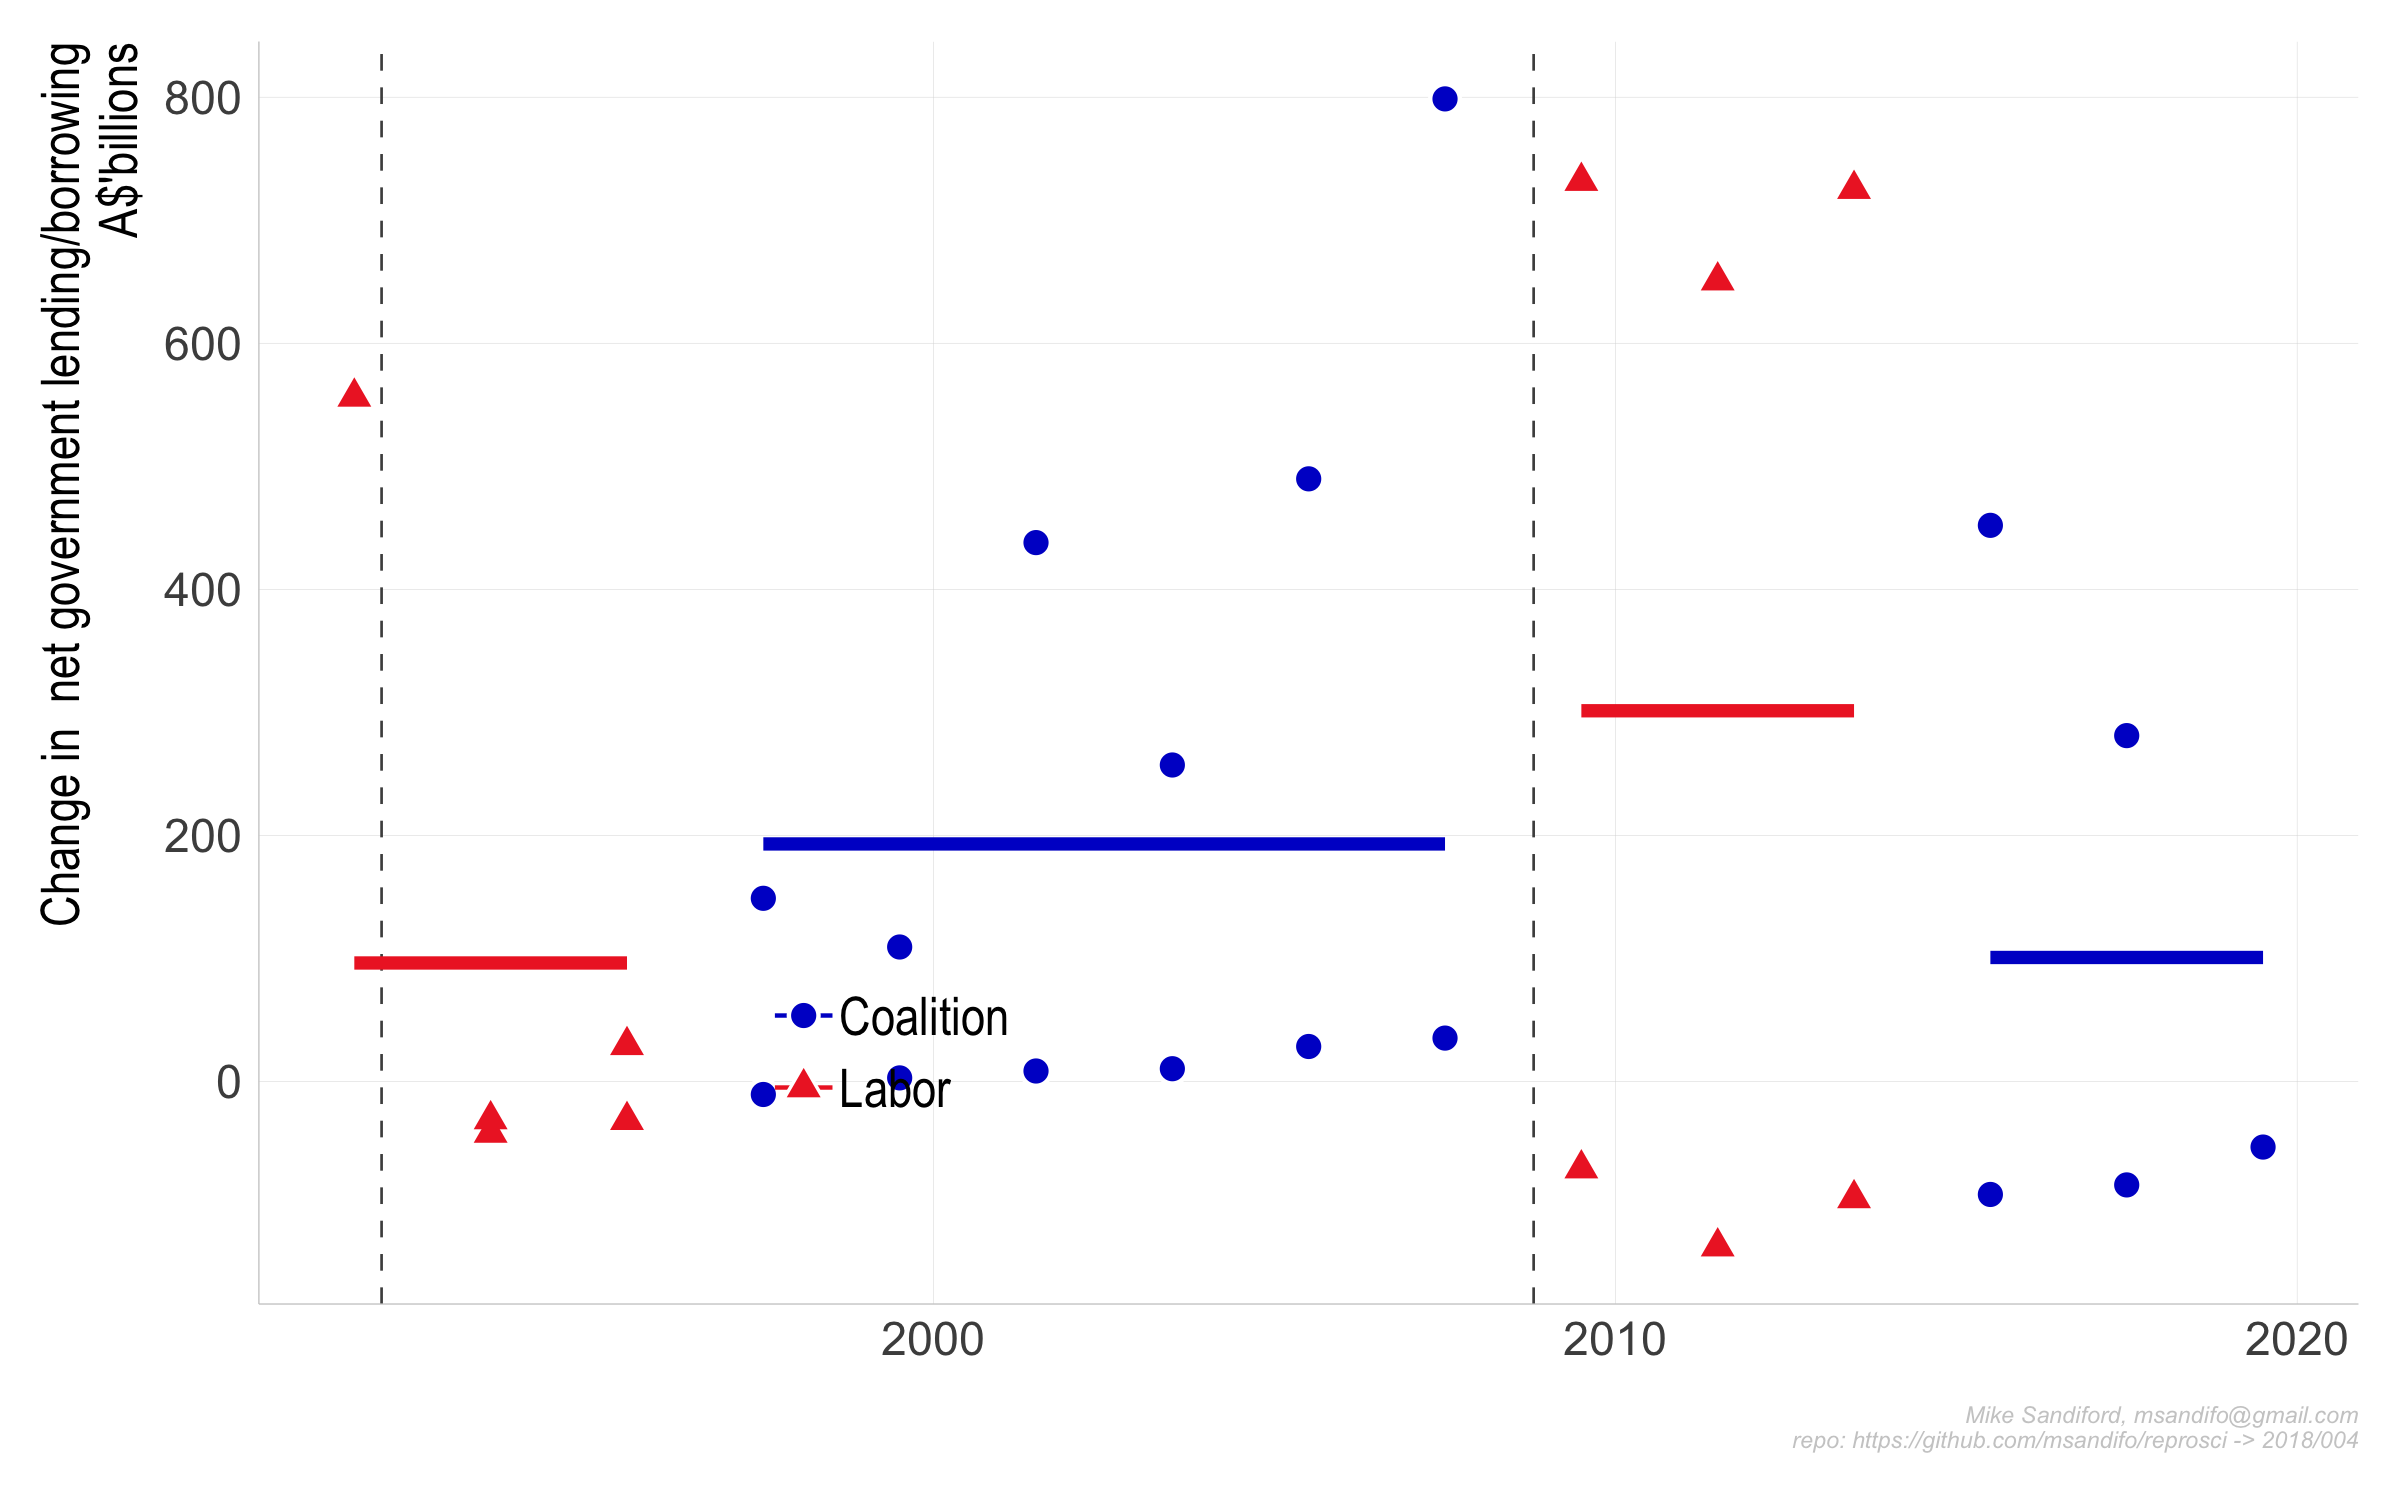 Change in  net government lending/borrowing
A$'billions
800
600
400
200
0
Coalition
Labor
2000
2010
2020
Mike Sandiford, msandifo@gmail.com
repo: https://github.com/msandifo/reprosci -> 2018/004